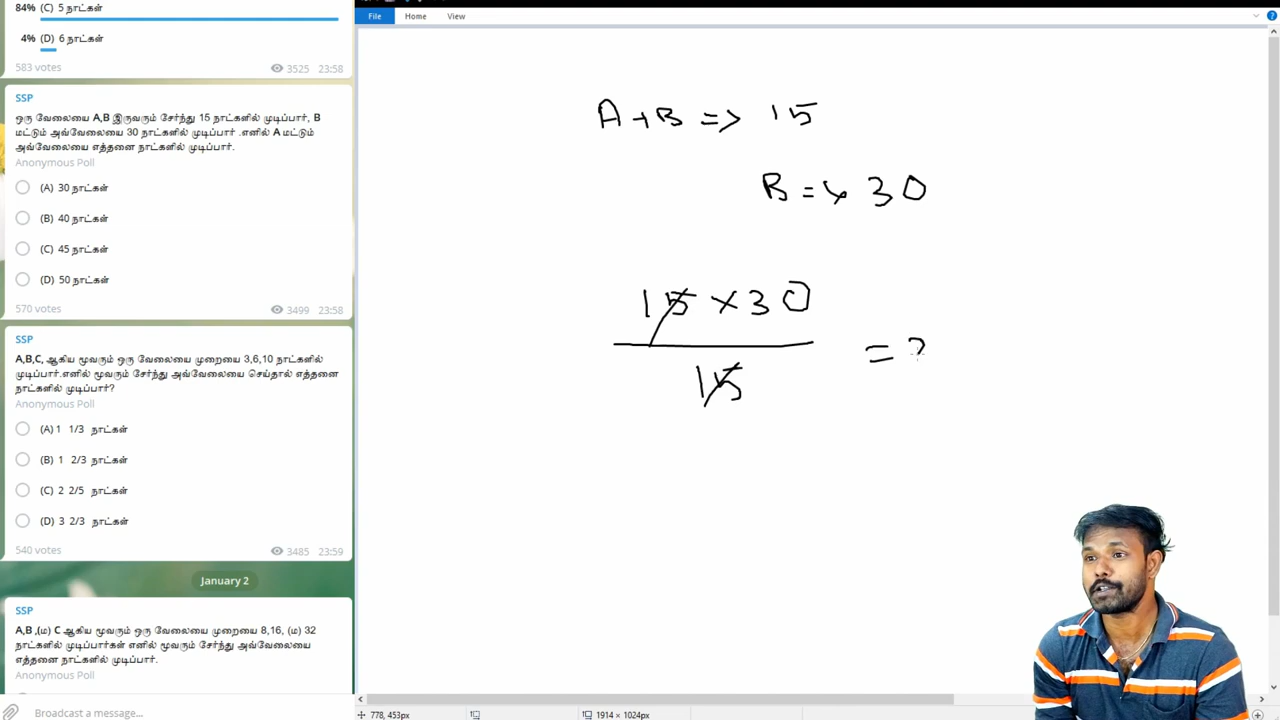 84% (C) 5 நாட்கள்
4% (D) 6 நாட்கள்
583 votes
3525 23:58
SSP
ஒரு வேலையை A,B இருவரும் சேர்ந்து 15 நாட்களில் முடிப்பார், B
மட்டும் அவ்வேலையை 30 நாட்களில் முடிப்பார் .எனில் A மட்டும்
அவ்வேலையை எத்தனை நாட்களில் முடிப்பார்.
Anonymous Poll
(A) 30 நாட்கள்
(B) 40 நாட்கள்
(C) 45 நாட்கள்
(D) 50 நாட்கள்
570 votes
3499 23:58
SSP
A,B,C, ஆகிய மூவரும் ஒரு வேலையை முறையை 3,6,10 நாட்களில்
முடிப்பார்.எனில் மூவரும் சேர்ந்து அவ்வேலையை செய்தால் எத்தனை
நாட்களில் முடிப்பார்?
Anonymous Poll
(A) 1 1/3 நாட்கள்
(B) 1 2/3 நாட்கள்
(C) 2 2/5 நாட்கள்
(D) 3 2/3 நாட்கள்
540 votes
3485 23:59
January 2
SSP
A,B ,(ம) C ஆகிய மூவரும் ஒரு வேலையை முறையை 8,16, (ம) 32
நாட்களில் முடிப்பார்கள் எனில் மூவரும் சேர்ந்து அவ்வேலையை
எத்தனை நாட்களில் முடிப்பார்.
Anonymous Poll
Broadcast a message...
File Home View
A+B => 15
B => 30
15 × 30
15
= ?
778, 453px
1914 × 1024px